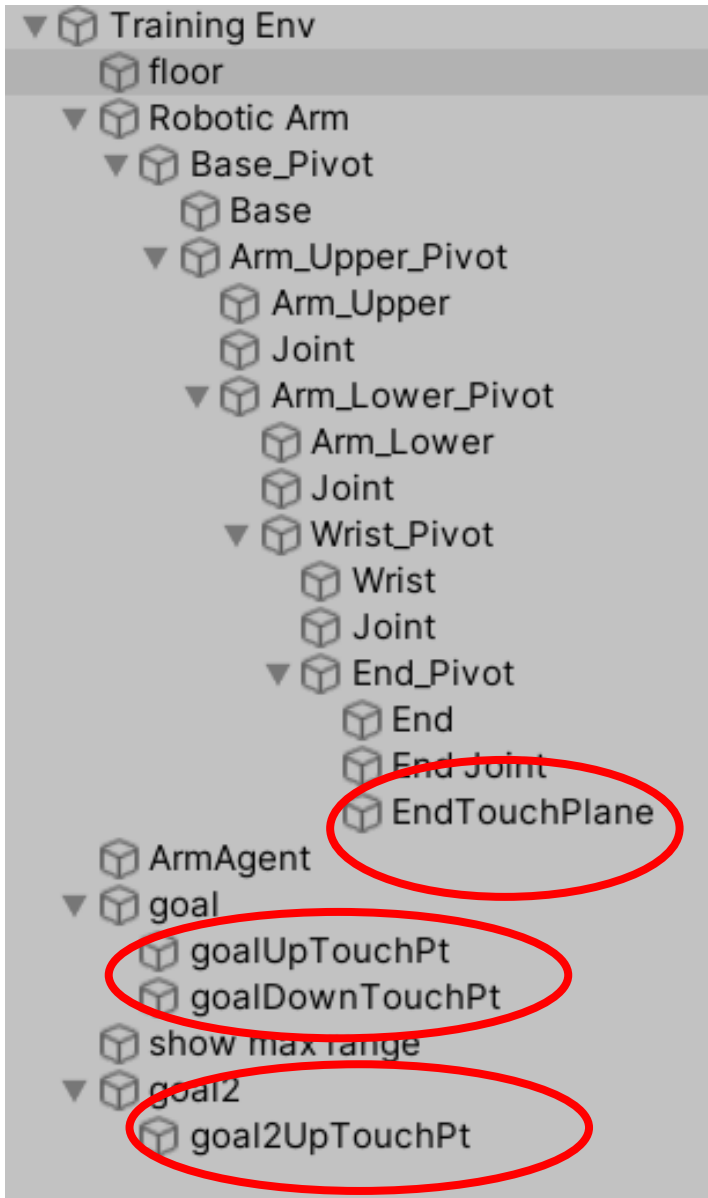 Training Env
floor
Robotic Arm
Base_Pivot
Base
Arm_Upper_Pivot
Arm_Upper
Joint
Arm_Lower_Pivot
Arm_Lower
Joint
Wrist_Pivot
Wrist
Joint
End_Pivot
End
End Joint
EndTouchPlane
ArmAgent
goal
goalUpTouchPt
goalDownTouchPt
show max range
goal2
goal2UpTouchPt